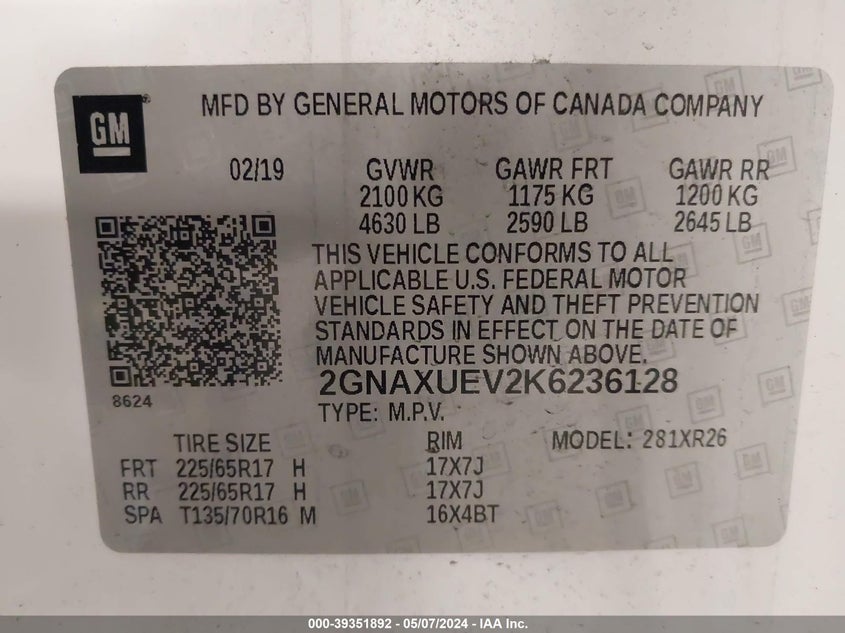 GM
MFD BY GENERAL MOTORS OF CANADA COMPANY
02/19 GVWR GAWR FRT GAWR RR
2100 KG 1175 KG 1200 KG
4630 LB 2590 LB 2645 LB
THIS VEHICLE CONFORMS TO ALL
APPLICABLE U.S. FEDERAL MOTOR
VEHICLE SAFETY AND THEFT PREVENTION
STANDARDS IN EFFECT ON THE DATE OF
MANUFACTURE SHOWN ABOVE.
2GNAXUEV2K6236128
8624
TYPE: M.P.V.
TIRE SIZE RIM MODEL: 281XR26
FRT 225/65R17 H 17X7J
RR 225/65R17 H 17X7J
SPA T135/70R16 M 16X4BT
000-39351892 - 05/07/2024 - IAA Inc.